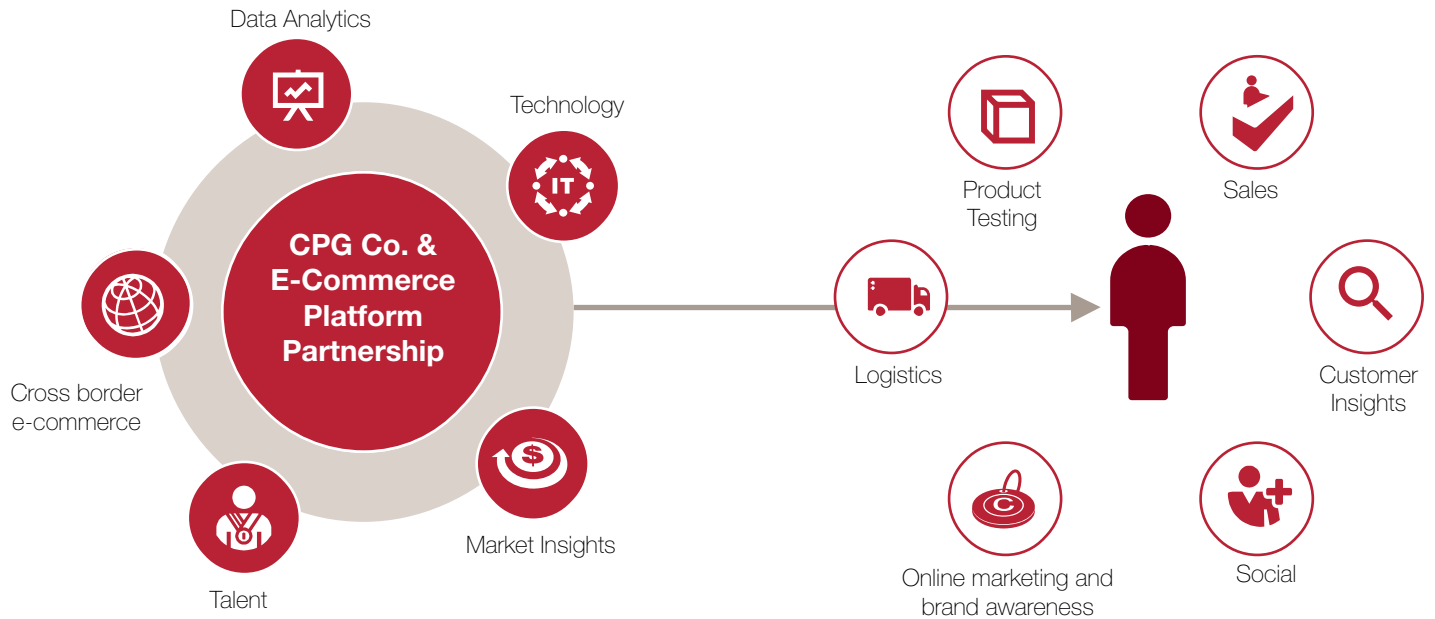 Data Analytics
Technology
IT
CPG Co. &
E-Commerce
Platform
Partnership
Cross border
e-commerce
$
Market Insights
Talent
Product
Testing
Sales
Logistics
Customer
Insights
C
Online marketing and
brand awareness
Social